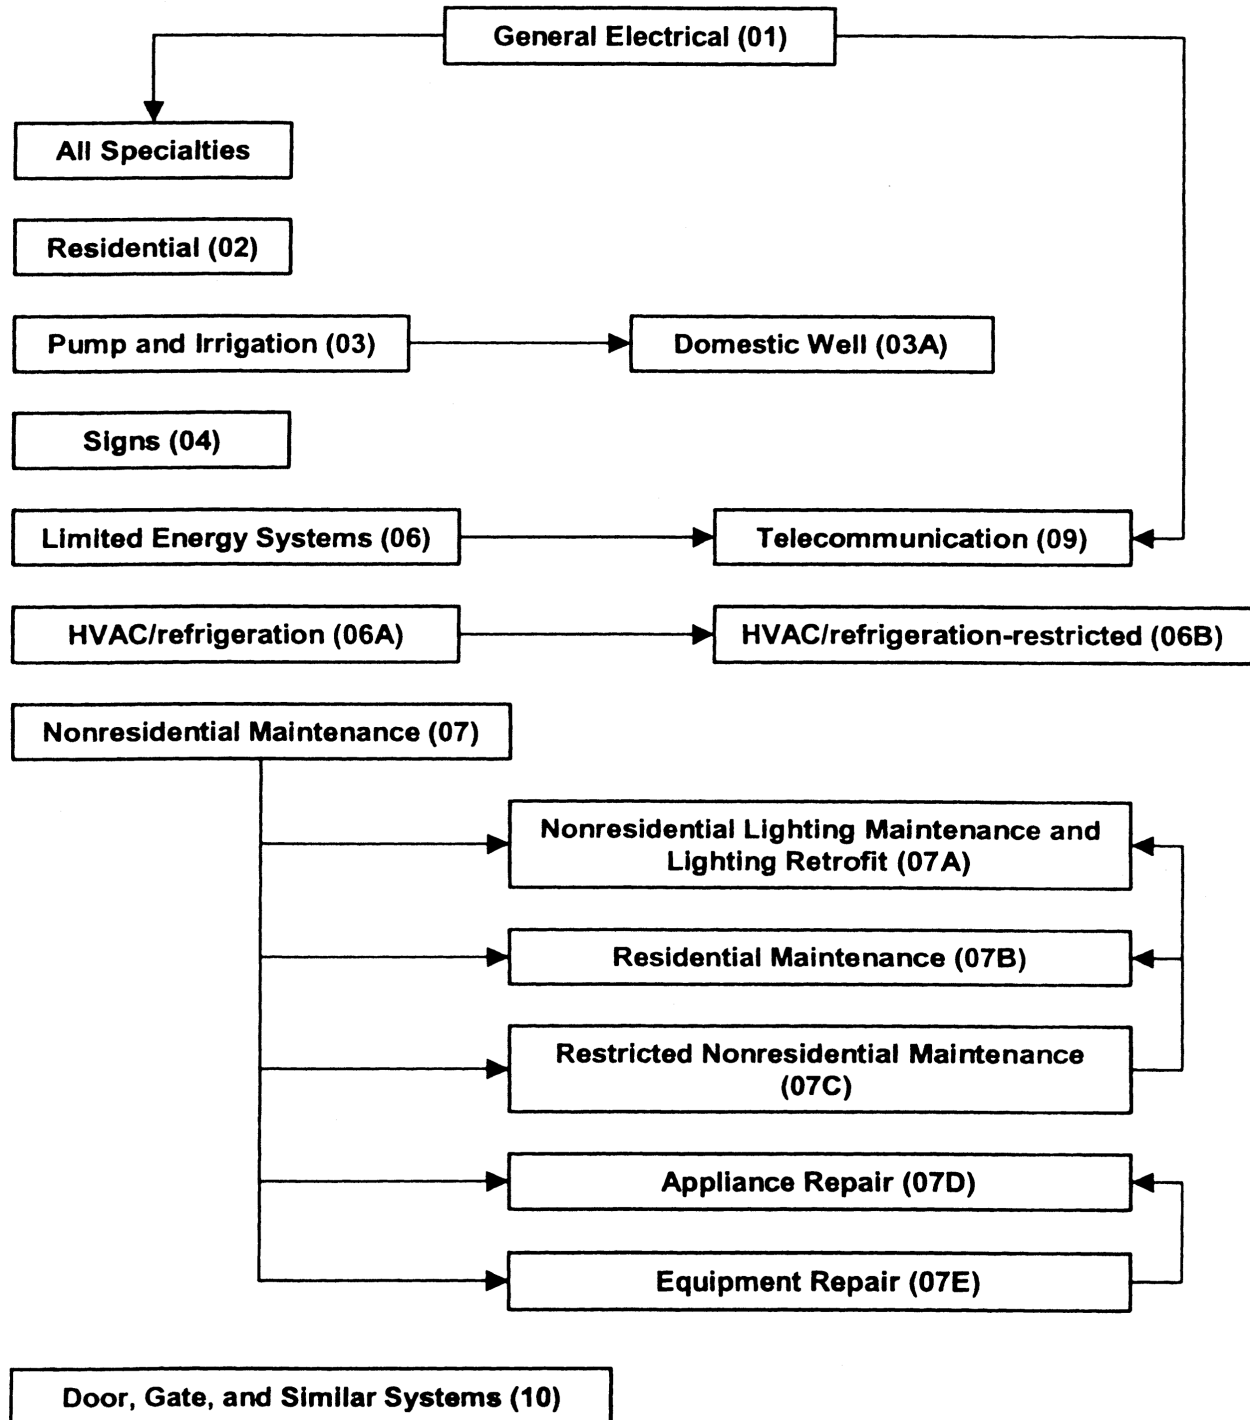 General Electrical (01)
All Specialties
Residential (02)
Pump and Irrigation (03)
Domestic Well (03A)
Signs (04)
Limited Energy Systems (06)
Telecommunication (09)
HVAC/refrigeration (06A)
HVAC/refrigeration-restricted (06B)
Nonresidential Maintenance (07)
Nonresidential Lighting Maintenance and
Lighting Retrofit (07A)
Residential Maintenance (07B)
Restricted Nonresidential Maintenance
(07C)
Appliance Repair (07D)
Equipment Repair (07E)
Door, Gate, and Similar Systems (10)